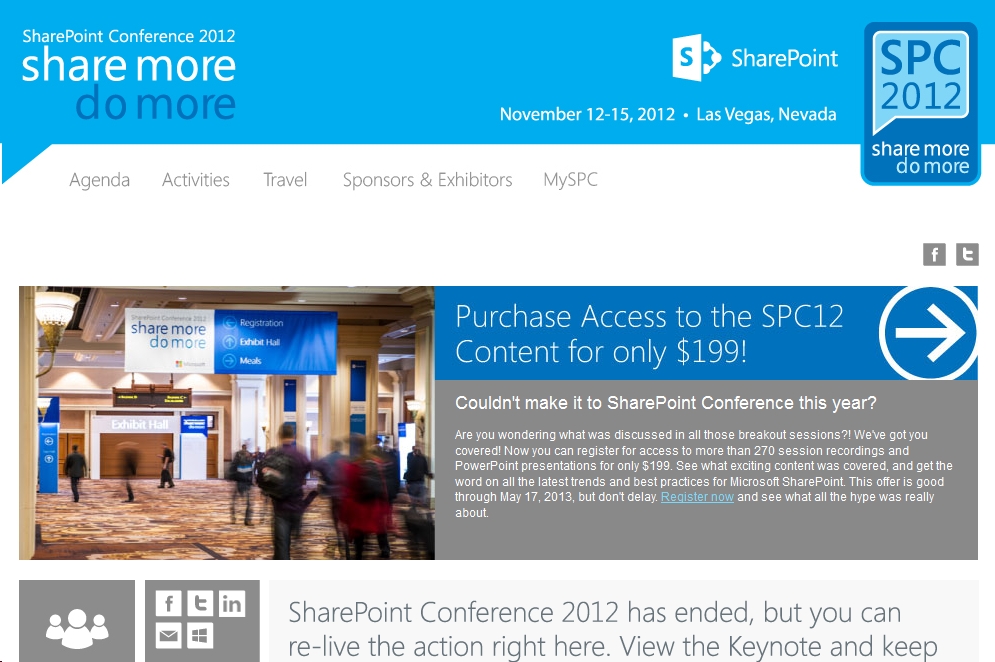 SharePoint Conference 2012
share more
do more
S SharePoint
November 12-15, 2012 • Las Vegas, Nevada
SPC
2012
share more
do more
Agenda Activities Travel Sponsors & Exhibitors MySPC
SharePoint Conference 2012
share more
do more
Microsoft
Registration
Exhibit Hall
Meals
Exhibit Hall
Purchase Access to the SPC12
Content for only $199!
Couldn't make it to SharePoint Conference this year?
Are you wondering what was discussed in all those breakout sessions?! We've got you
covered! Now you can register for access to more than 270 session recordings and
PowerPoint presentations for only $199. See what exciting content was covered, and get the
word on all the latest trends and best practices for Microsoft SharePoint. This offer is good
through May 17, 2013, but don't delay. Register now and see what all the hype was really
about.
SharePoint Conference 2012 has ended, but you can
re-live the action right here. View the Keynote and keep